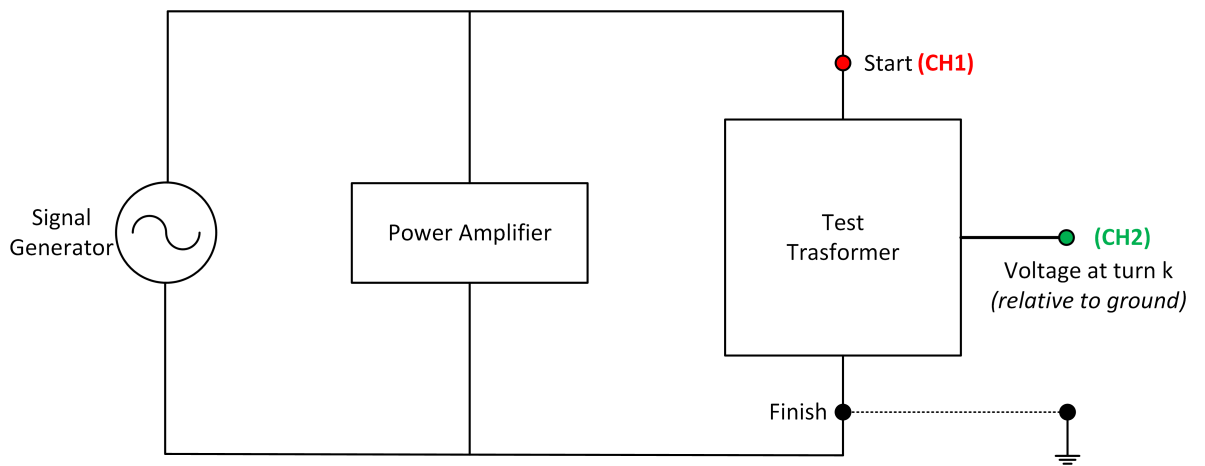 Start (CH1)
Signal
Generator
Power Amplifier
Test
Trasformer
(CH2)
Voltage at turn k
(relative to ground)
Finish